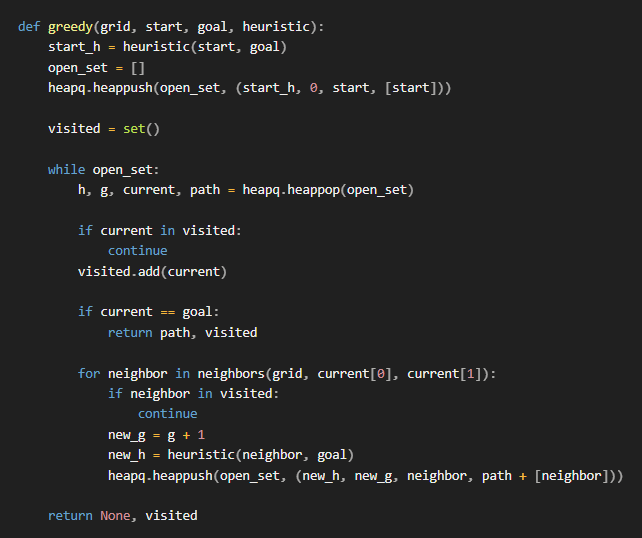 def greedy(grid, start, goal, heuristic):
    start_h = heuristic(start, goal)
    open_set = []
    heapq.heappush(open_set, (start_h, 0, start, [start]))

    visited = set()

    while open_set:
        h, g, current, path = heapq.heappop(open_set)

        if current in visited:
            continue
        visited.add(current)

        if current == goal:
            return path, visited

        for neighbor in neighbors(grid, current[0], current[1]):
            if neighbor in visited:
                continue
            new_g = g + 1
            new_h = heuristic(neighbor, goal)
            heapq.heappush(open_set, (new_h, new_g, neighbor, path + [neighbor]))

    return None, visited